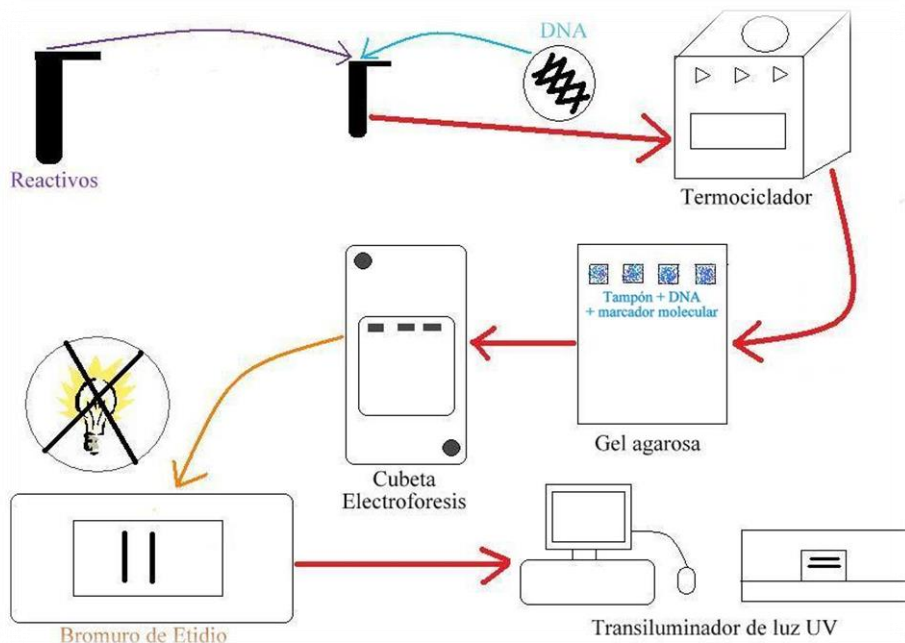 DNA
Reactivos
Termociclador
Tampón + DNA
+ marcador molecular
Gel agarosa
Cubeta
Electroforesis
Bromuro de Etidio
Transiluminador de luz UV